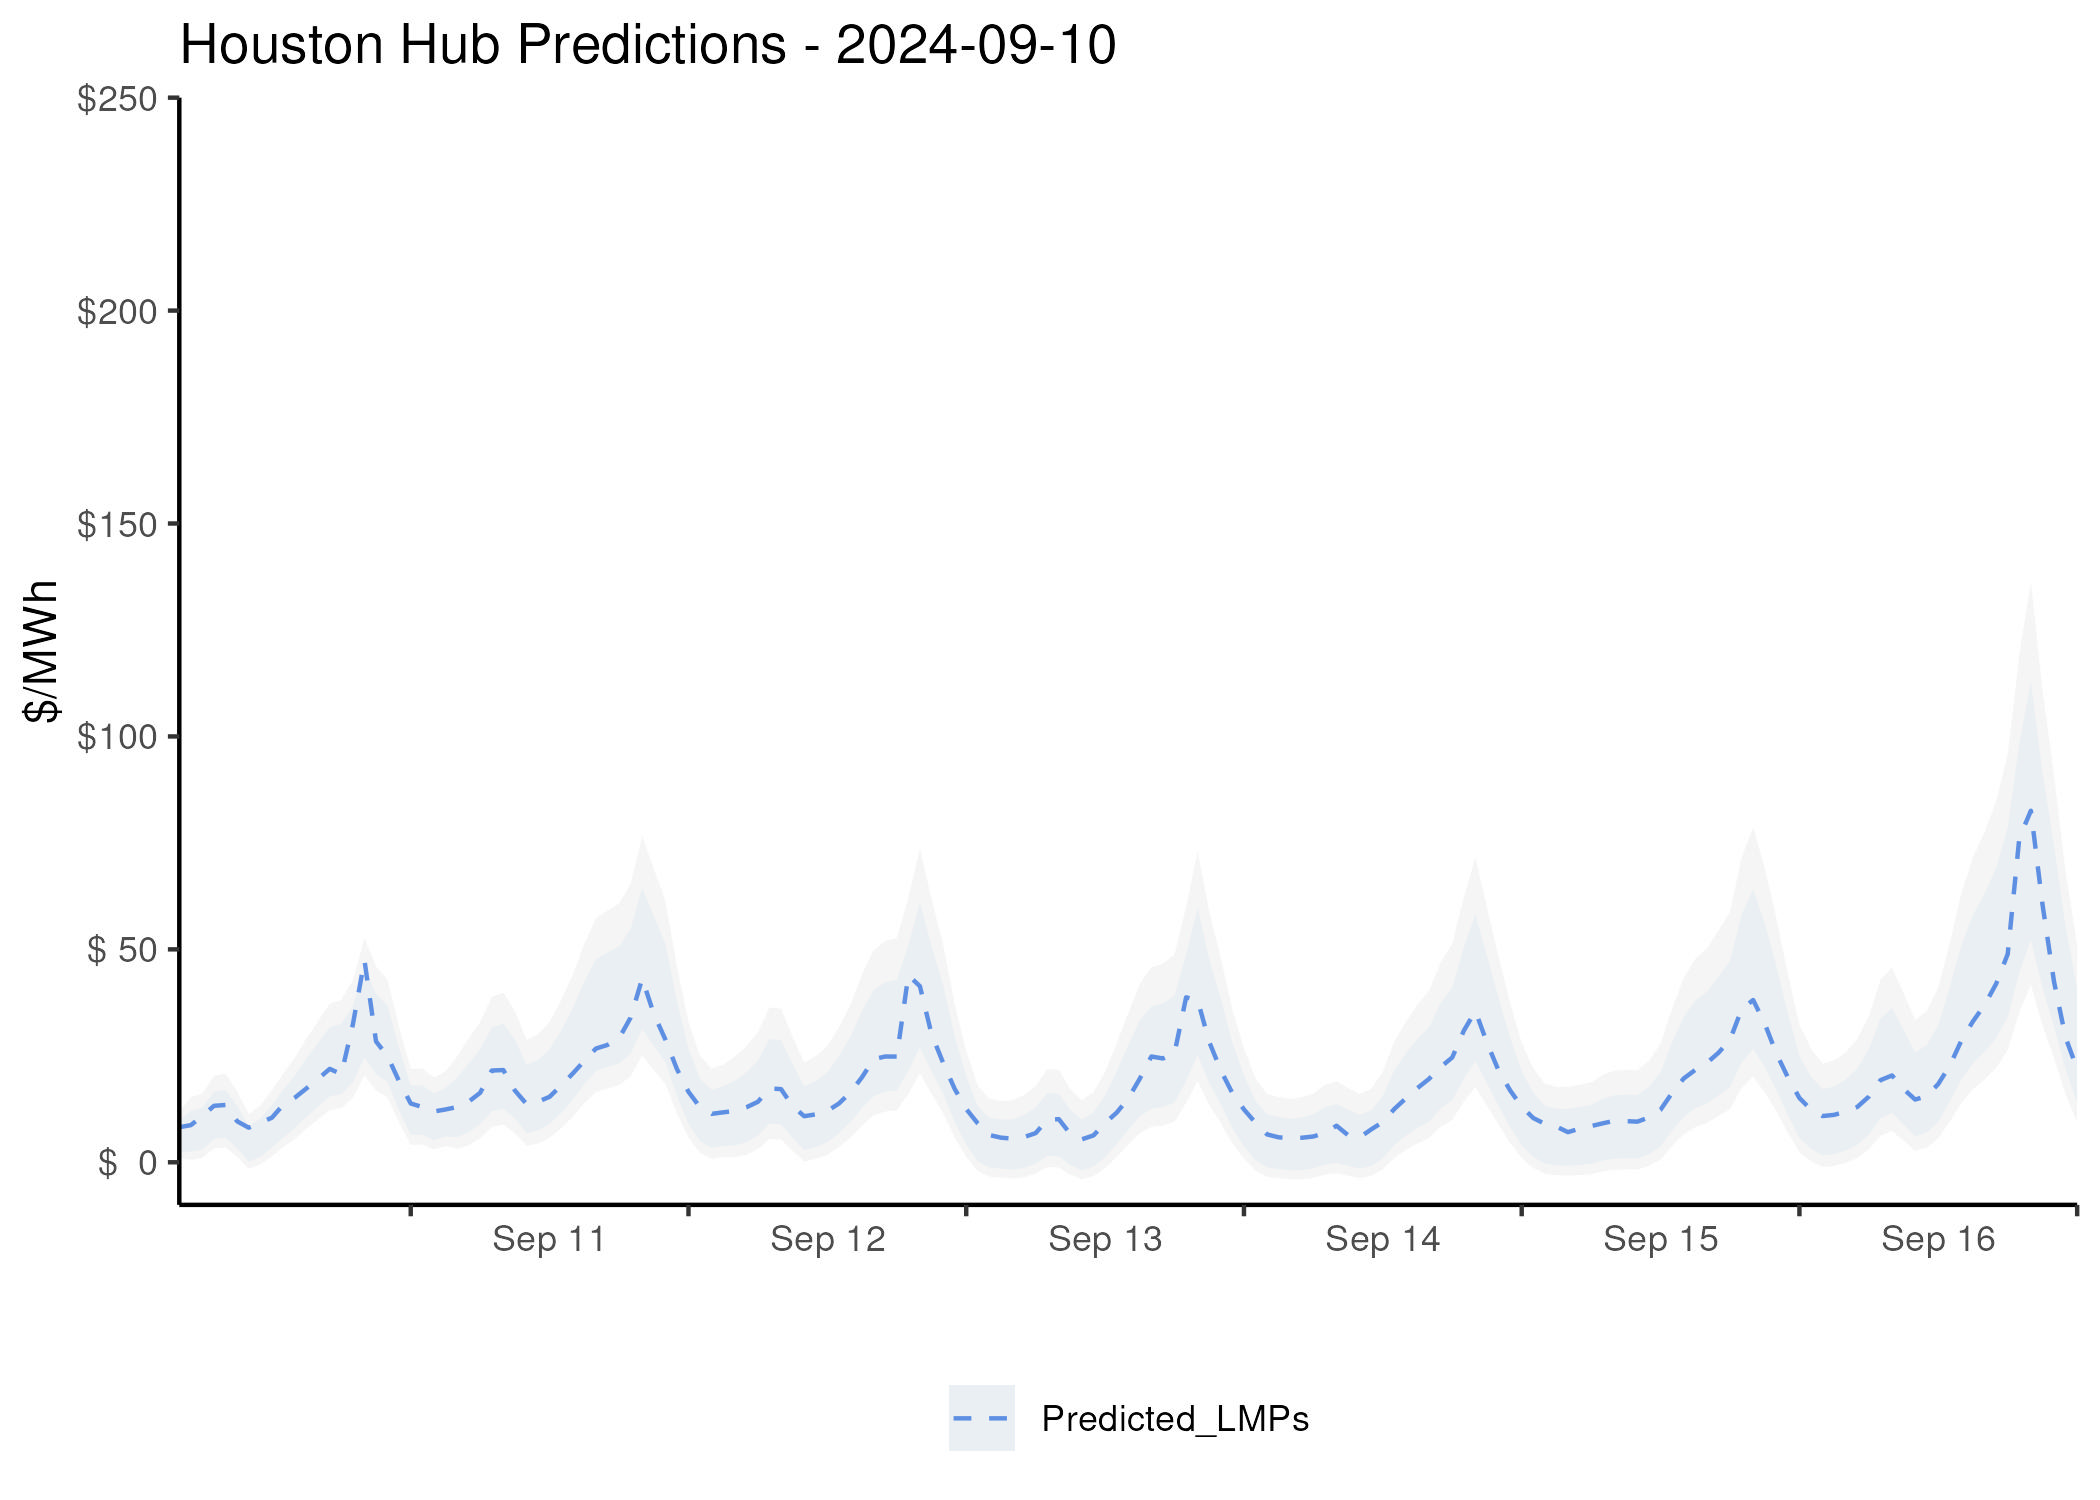 Houston Hub Predictions - 2024-09-10
$250
$200
$150
$100
$ 50
$  0
$/MWh
Sep 11
Sep 12
Sep 13
Sep 14
Sep 15
Sep 16
Predicted_LMPs